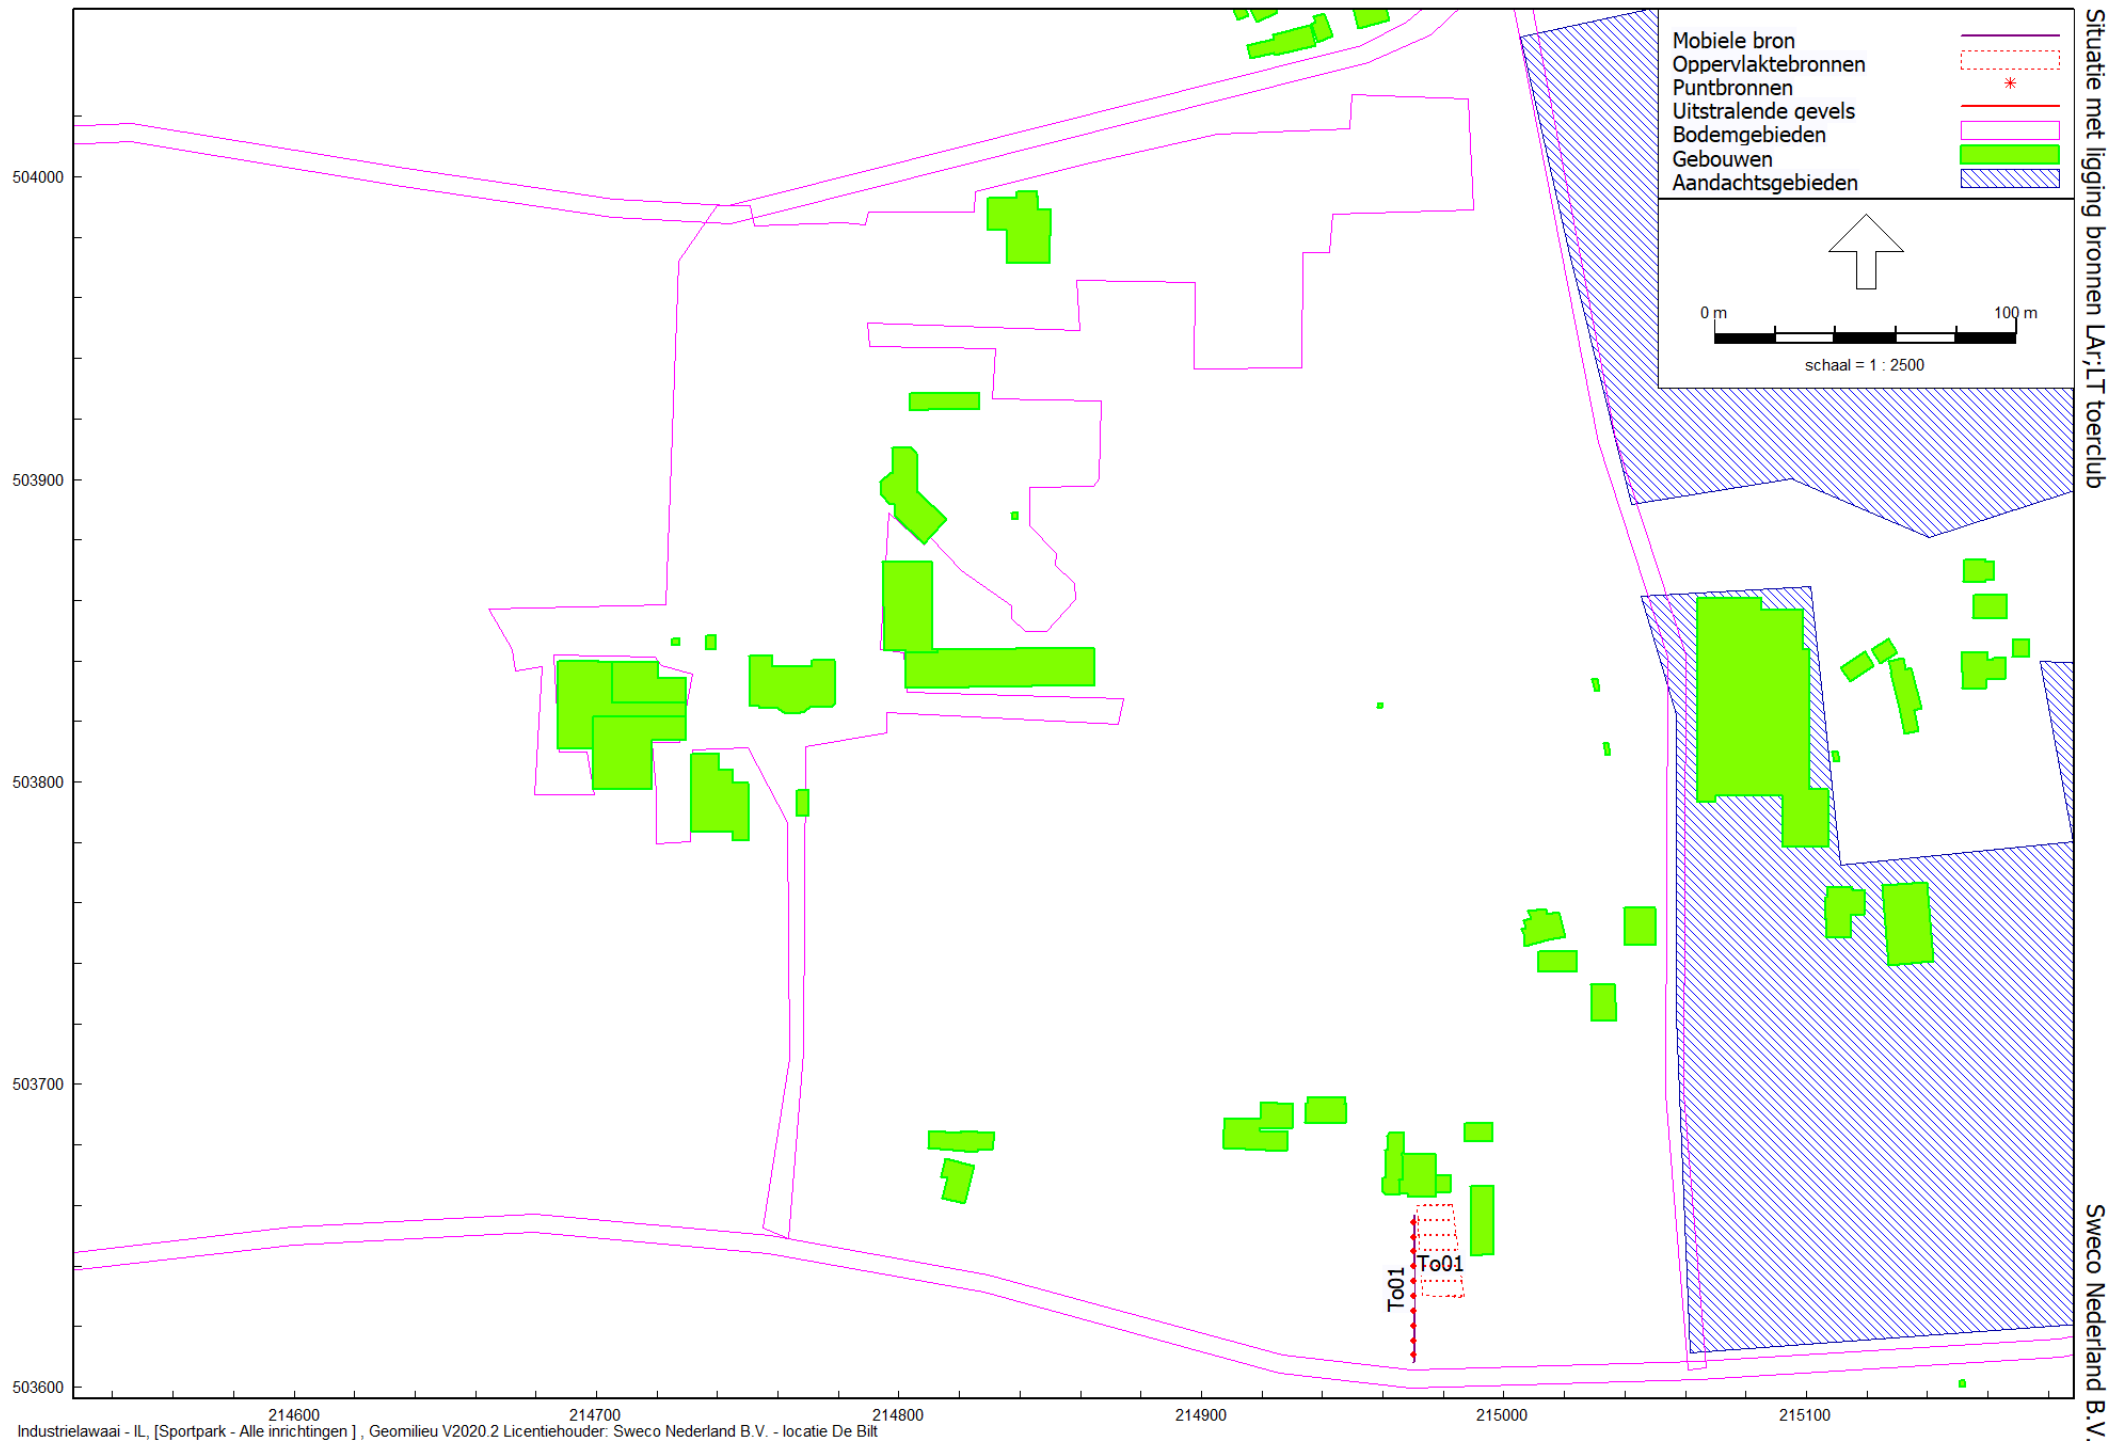 Mobiele bron
Oppervlaktebronnen
Puntbronnen
Uitstralende gevels
Bodemgebieden
Gebouwen
Aandachtsgebieden
0 m 100 m
schaal = 1 : 2500
Situatie met ligging bronnen LAr;LT toerclub
Sweco Nederland B.V.
504000
503900
503800
503700
503600
To01
To01
214600 214700 214800 214900 215000 215100
Industrielawaai - IL, [Sportpark - Alle inrichtingen ] , Geomilieu V2020.2 Licentiehouder: Sweco Nederland B.V. - locatie De Bilt